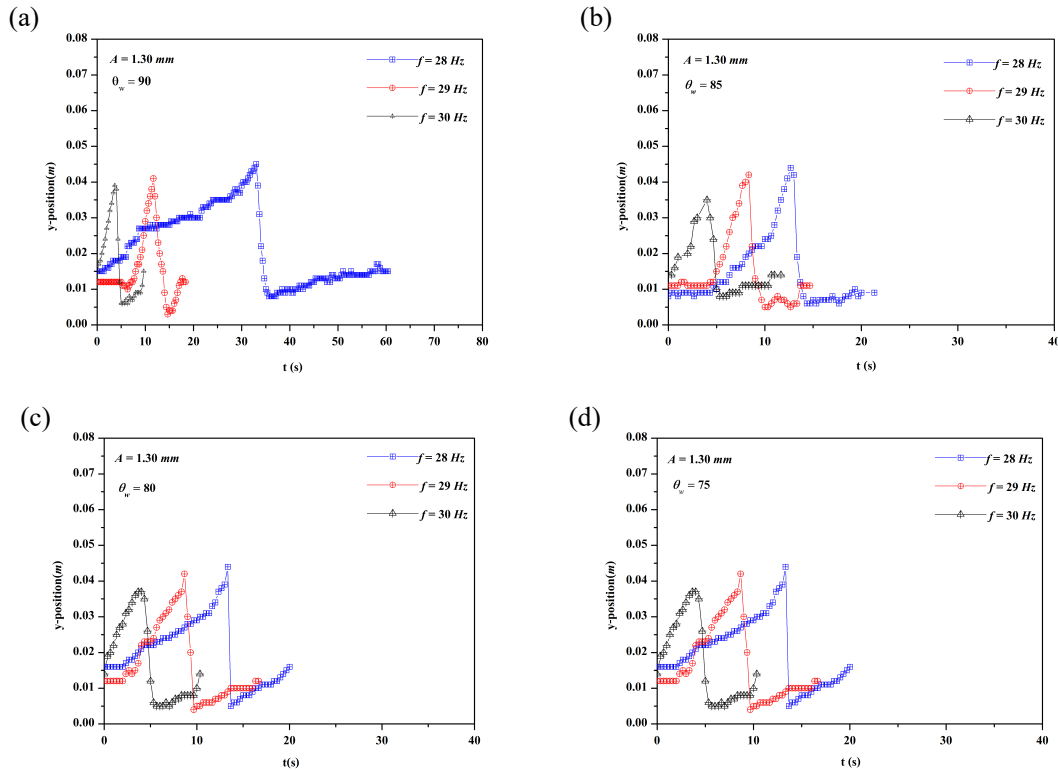 (a)
0.08
0.07
0.06
0.05
0.04
0.03
0.02
0.01
0.00
y-position(m)
A = 1.30 mm
θw = 90
f = 28 Hz
f = 29 Hz
f = 30 Hz
0 10 20 30 40 50 60 70 80
t (s)
(b)
0.08
0.07
0.06
0.05
0.04
0.03
0.02
0.01
0.00
y-position(m)
A = 1.30 mm
θw = 85
f = 28 Hz
f = 29 Hz
f = 30 Hz
0 10 20 30 40
t (s)
(c)
0.08
0.07
0.06
0.05
0.04
0.03
0.02
0.01
0.00
y-position(m)
A = 1.30 mm
θw = 80
f = 28 Hz
f = 29 Hz
f = 30 Hz
0 10 20 30 40
t(s)
(d)
0.08
0.07
0.06
0.05
0.04
0.03
0.02
0.01
0.00
y-position(m)
A = 1.30 mm
θw = 75
f = 28 Hz
f = 29 Hz
f = 30 Hz
0 10 20 30 40
t (s)